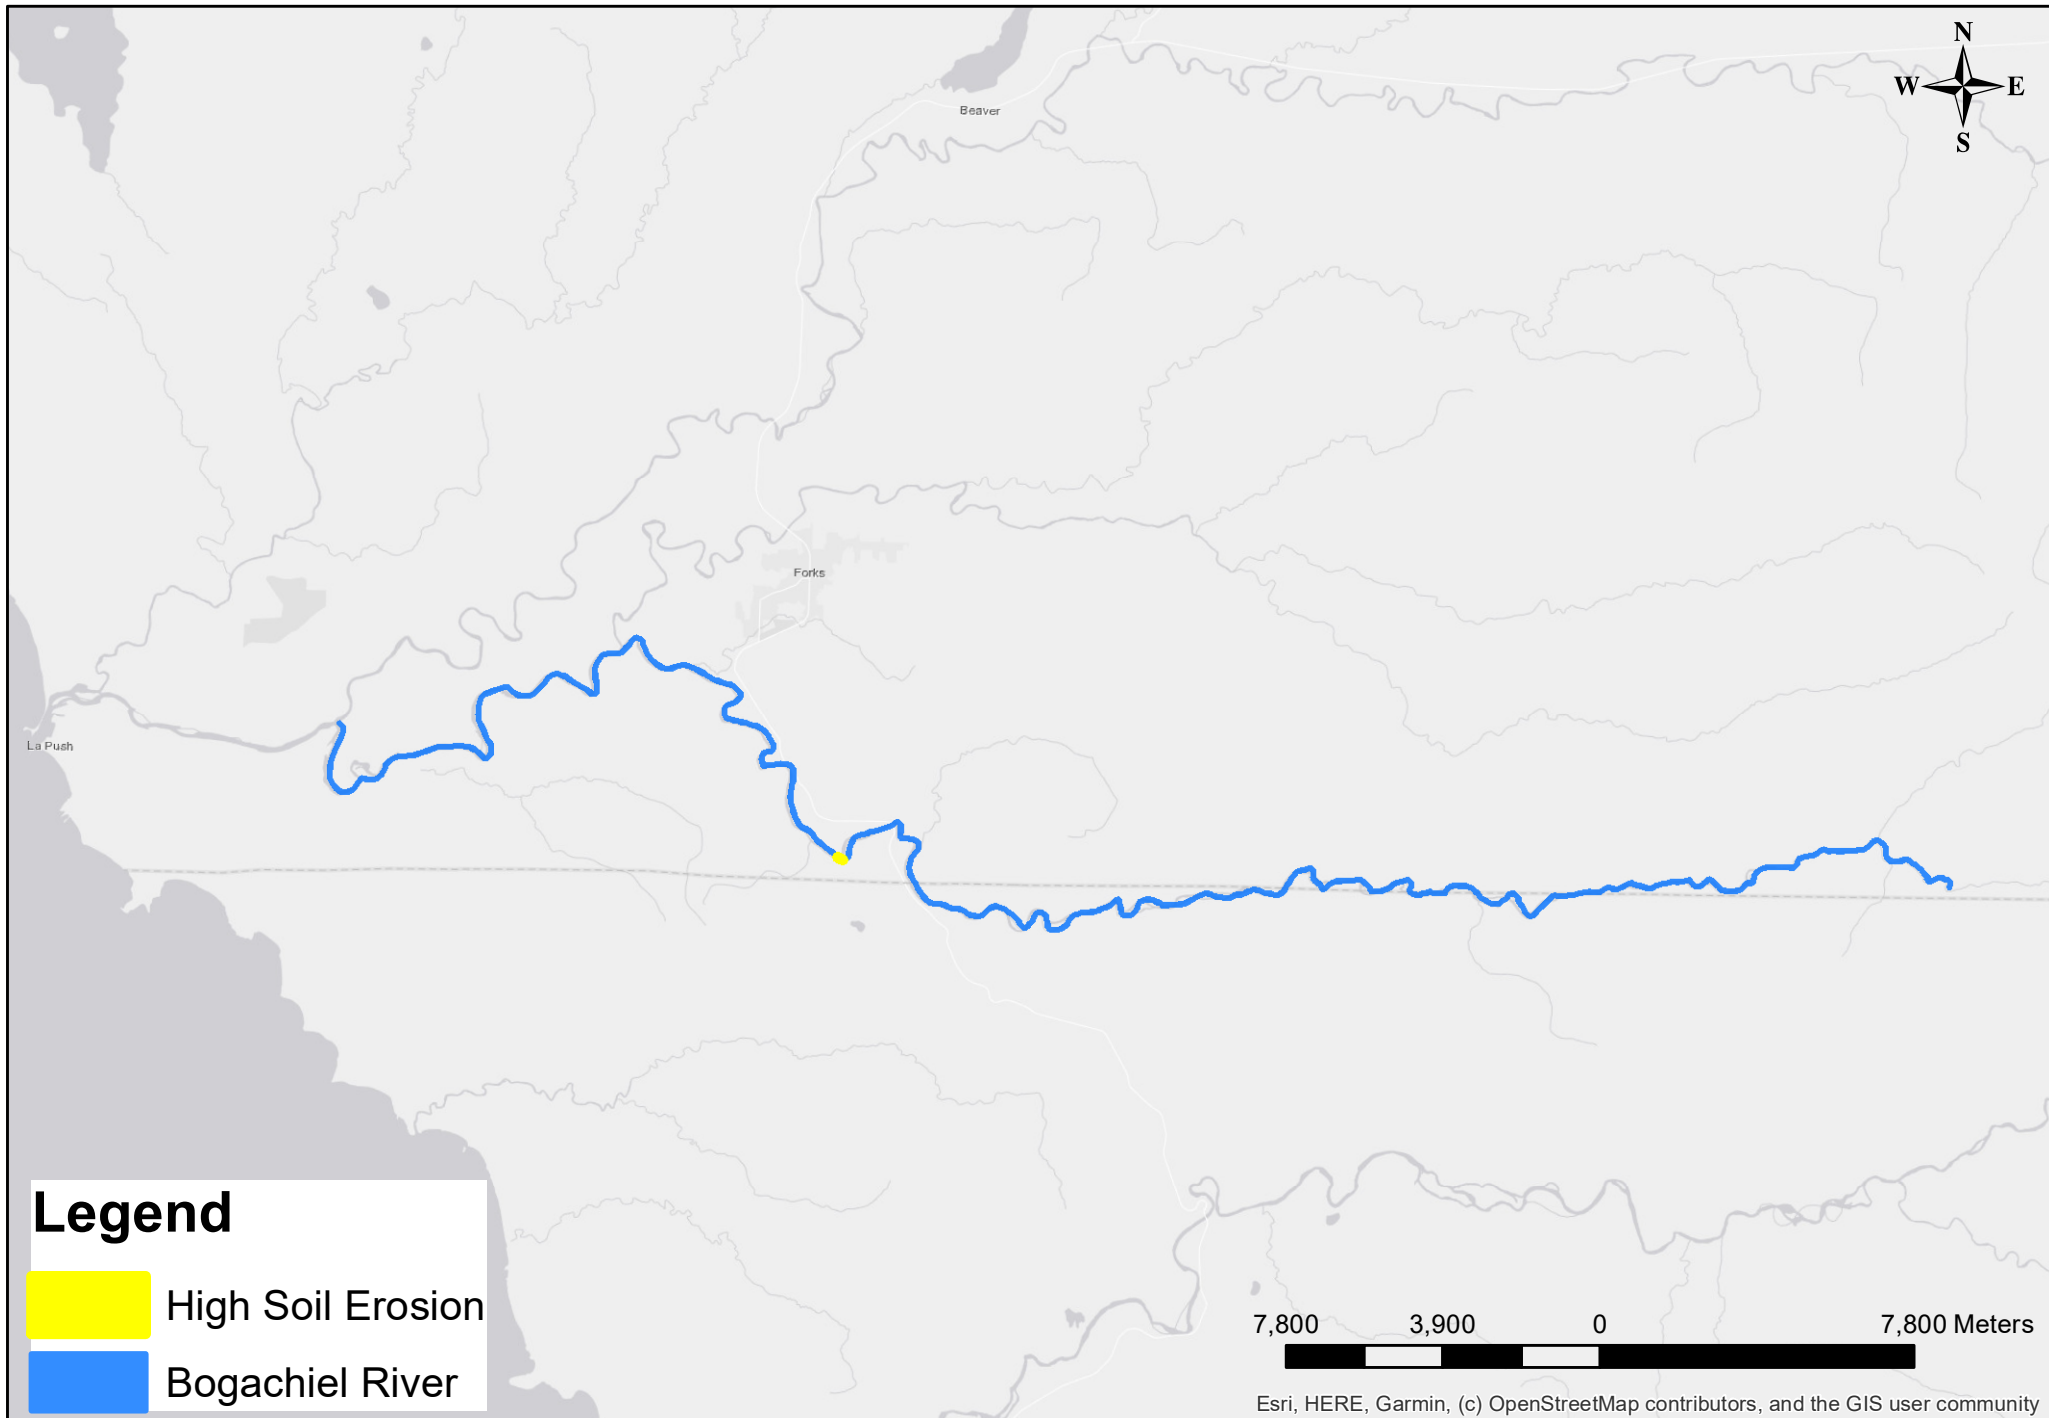 N
W E
S
Beaver
Forks
La Push
Legend
High Soil Erosion
Bogachiel River
7,800 3,900 0 7,800 Meters
Esri, HERE, Garmin, (c) OpenStreetMap contributors, and the GIS user community